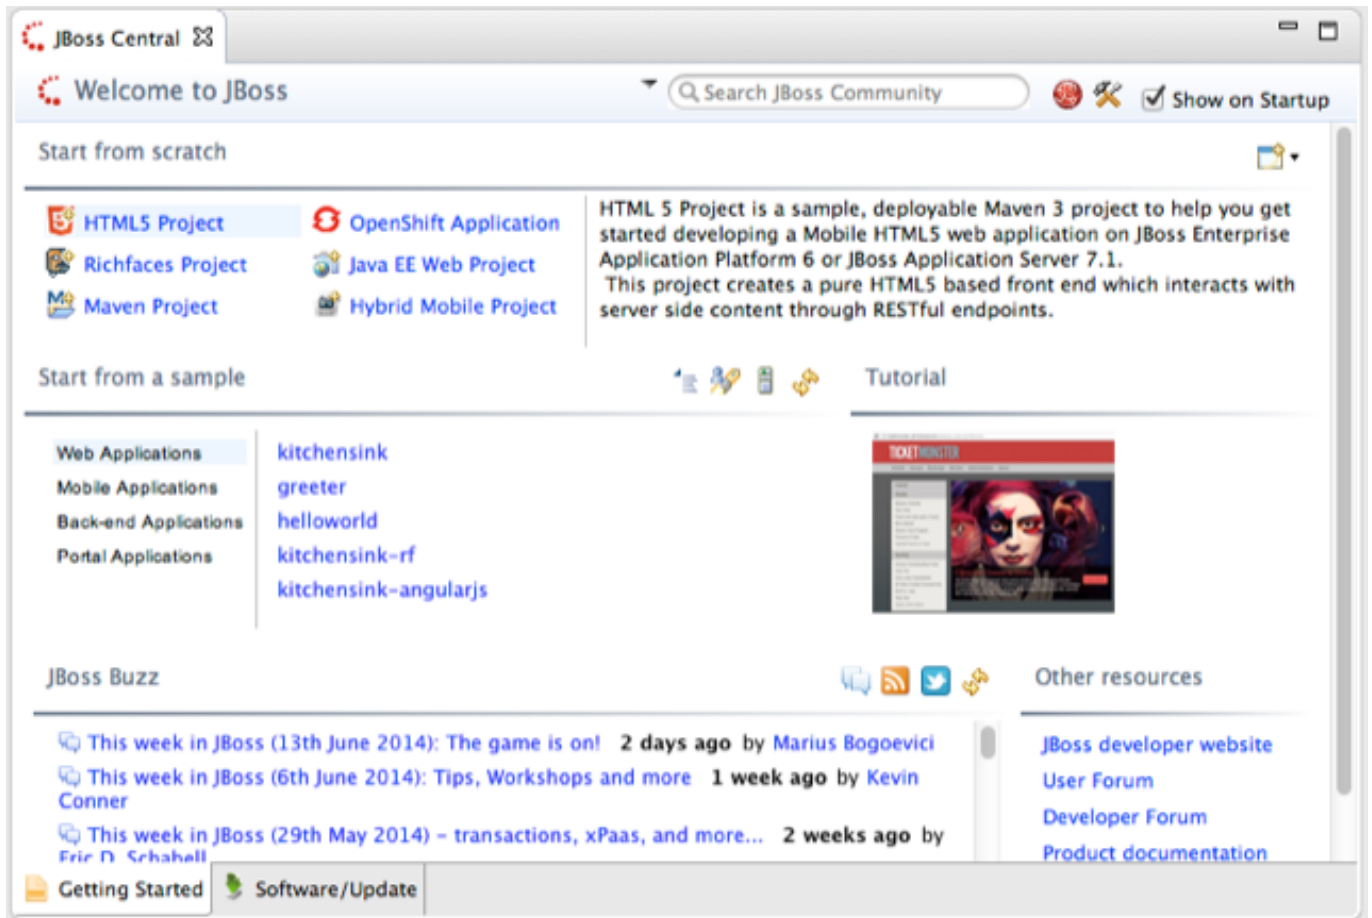 JBoss Central
Welcome to JBoss
Search JBoss Community
Show on Startup
Start from scratch
HTML5 Project
OpenShift Application
Richfaces Project
Java EE Web Project
Maven Project
Hybrid Mobile Project
HTML 5 Project is a sample, deployable Maven 3 project to help you get
started developing a Mobile HTML5 web application on JBoss Enterprise
Application Platform 6 or JBoss Application Server 7.1.
This project creates a pure HTML5 based front end which interacts with
server side content through RESTful endpoints.
Start from a sample
Tutorial
Web Applications
Mobile Applications
Back-end Applications
Portal Applications
kitchensink
greeter
helloworld
kitchensink-rf
kitchensink-angularjs
TICKETMONSTER
JBoss Buzz
Other resources
This week in JBoss (13th June 2014): The game is on! 2 days ago by Marius Bogoevici
This week in JBoss (6th June 2014): Tips, Workshops and more 1 week ago by Kevin
Conner
This week in JBoss (29th May 2014) - transactions, xPaas, and more... 2 weeks ago by
Eric D. Schabell
JBoss developer website
User Forum
Developer Forum
Product documentation
Getting Started
Software/Update